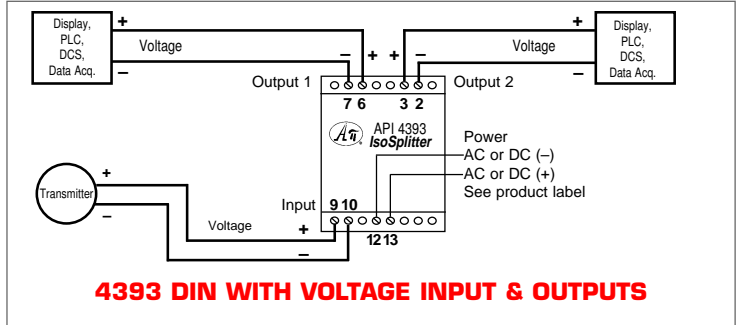 Display,
PLC,
DCS,
Data Acq.
+
–
Voltage
– + + –
Output 1
7 6
3 2
Output 2
+
–
Voltage
Display,
PLC,
DCS,
Data Acq.
API 4393
IsoSplitter
Power
AC or DC (–)
AC or DC (+)
See product label
Transmitter
+
–
Voltage
Input
9 10
+
–
12 13
4393 DIN WITH VOLTAGE INPUT & OUTPUTS